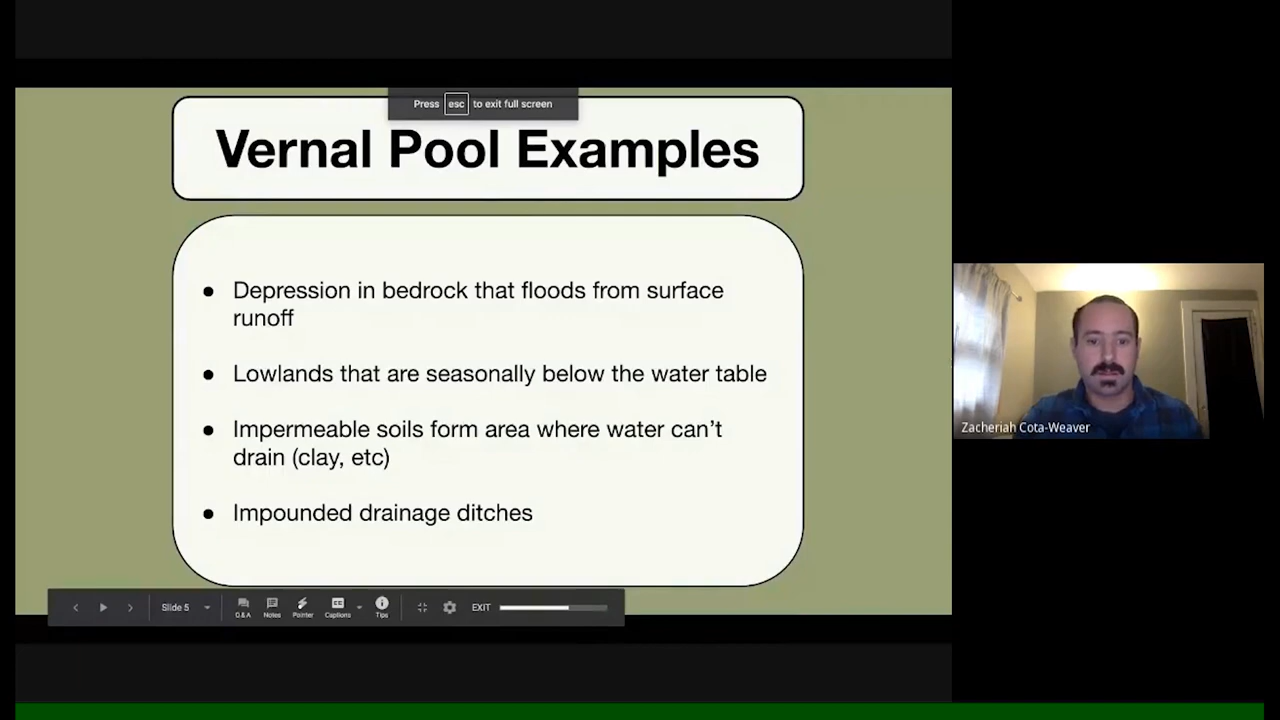 Press esc to exit full screen
Vernal Pool Examples
● Depression in bedrock that floods from surface
runoff
● Lowlands that are seasonally below the water table
● Impermeable soils form area where water can't
drain (clay, etc)
● Impounded drainage ditches
Zacheriah Cota-Weaver
Slide 5
Q&A
Notes
Pointer
Captions
Tips
EXIT